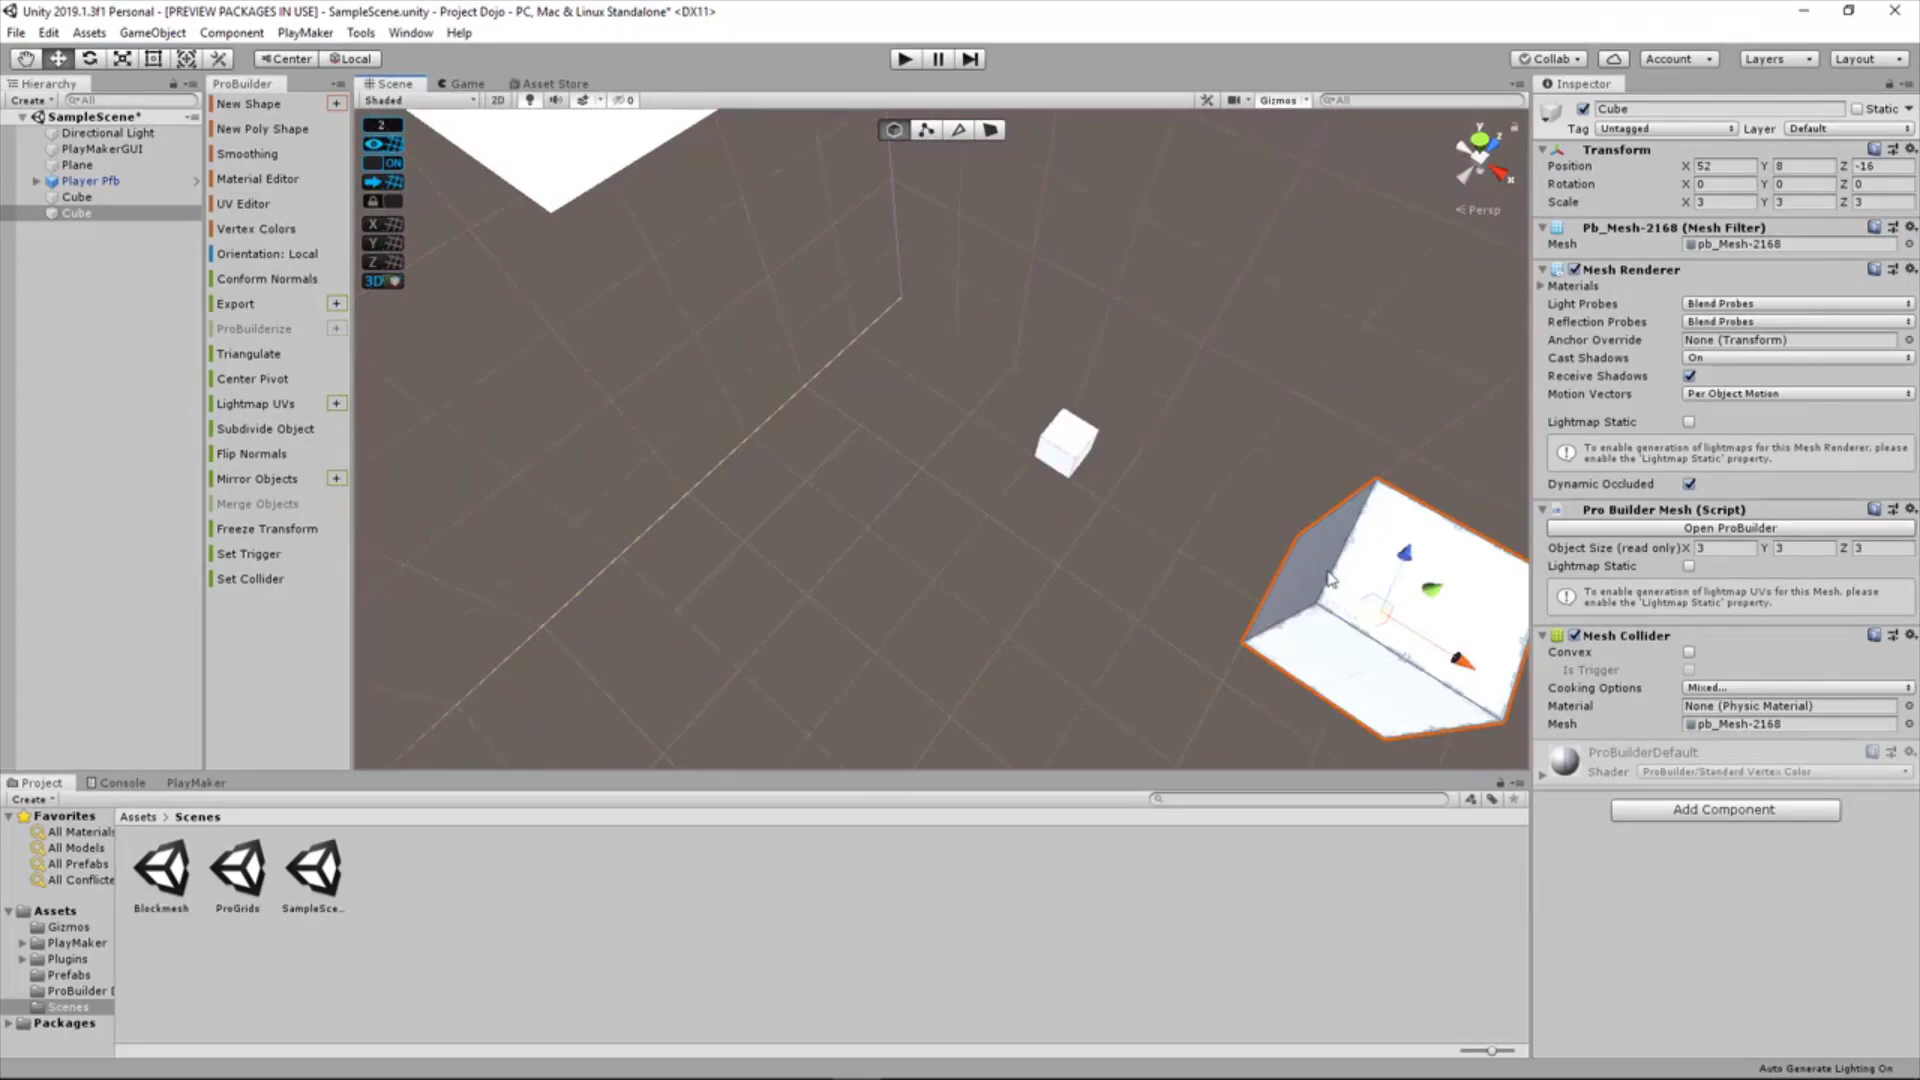 Unity 2019.1.3f1 Personal - [PREVIEW PACKAGES IN USE] - SampleScene.unity - Project Dojo - PC, Mac & Linux Standalone* <DX11>
File Edit Assets GameObject Component PlayMaker Tools Window Help
Center Local
Collab Account Layers Layout
Hierarchy
Create All
SampleScene*
Directional Light
PlayMakerGUI
Plane
Player Pfb
Cube
Cube
ProBuilder
New Shape
New Poly Shape
Smoothing
Material Editor
UV Editor
Vertex Colors
Orientation: Local
Conform Normals
Export
ProBuilderize
Triangulate
Center Pivot
Lightmap UVs
Subdivide Object
Flip Normals
Mirror Objects
Merge Objects
Freeze Transform
Set Trigger
Set Collider
Scene Game Asset Store
Shaded 2D 0 Gizmos All
2
ON
X
Y
Z
3D
y
z
x
Persp
Inspector
Cube Static
Tag Untagged Layer Default
Transform
Position X 52 Y 8 Z -16
Rotation X 0 Y 0 Z 0
Scale X 3 Y 3 Z 3
Pb_Mesh-2168 (Mesh Filter)
Mesh pb_Mesh-2168
Mesh Renderer
Materials
Light Probes Blend Probes
Reflection Probes Blend Probes
Anchor Override None (Transform)
Cast Shadows On
Receive Shadows
Motion Vectors Per Object Motion
Lightmap Static
To enable generation of lightmaps for this Mesh Renderer, please
enable the 'Lightmap Static' property.
Dynamic Occluded
Pro Builder Mesh (Script)
Open ProBuilder
Object Size (read only) X 3 Y 3 Z 3
Lightmap Static
To enable generation of lightmap UVs for this Mesh, please
enable the 'Lightmap Static' property.
Mesh Collider
Convex
Is Trigger
Cooking Options Mixed...
Material None (Physic Material)
Mesh pb_Mesh-2168
ProBuilderDefault
Shader ProBuilder/Standard Vertex Color
Add Component
Project Console PlayMaker
Create
Favorites
All Materials
All Models
All Prefabs
All Conflicte
Assets
Gizmos
PlayMaker
Plugins
Prefabs
ProBuilder D
Scenes
Packages
Assets > Scenes
Blockmesh ProGrids SampleSce...
Auto Generate Lighting On